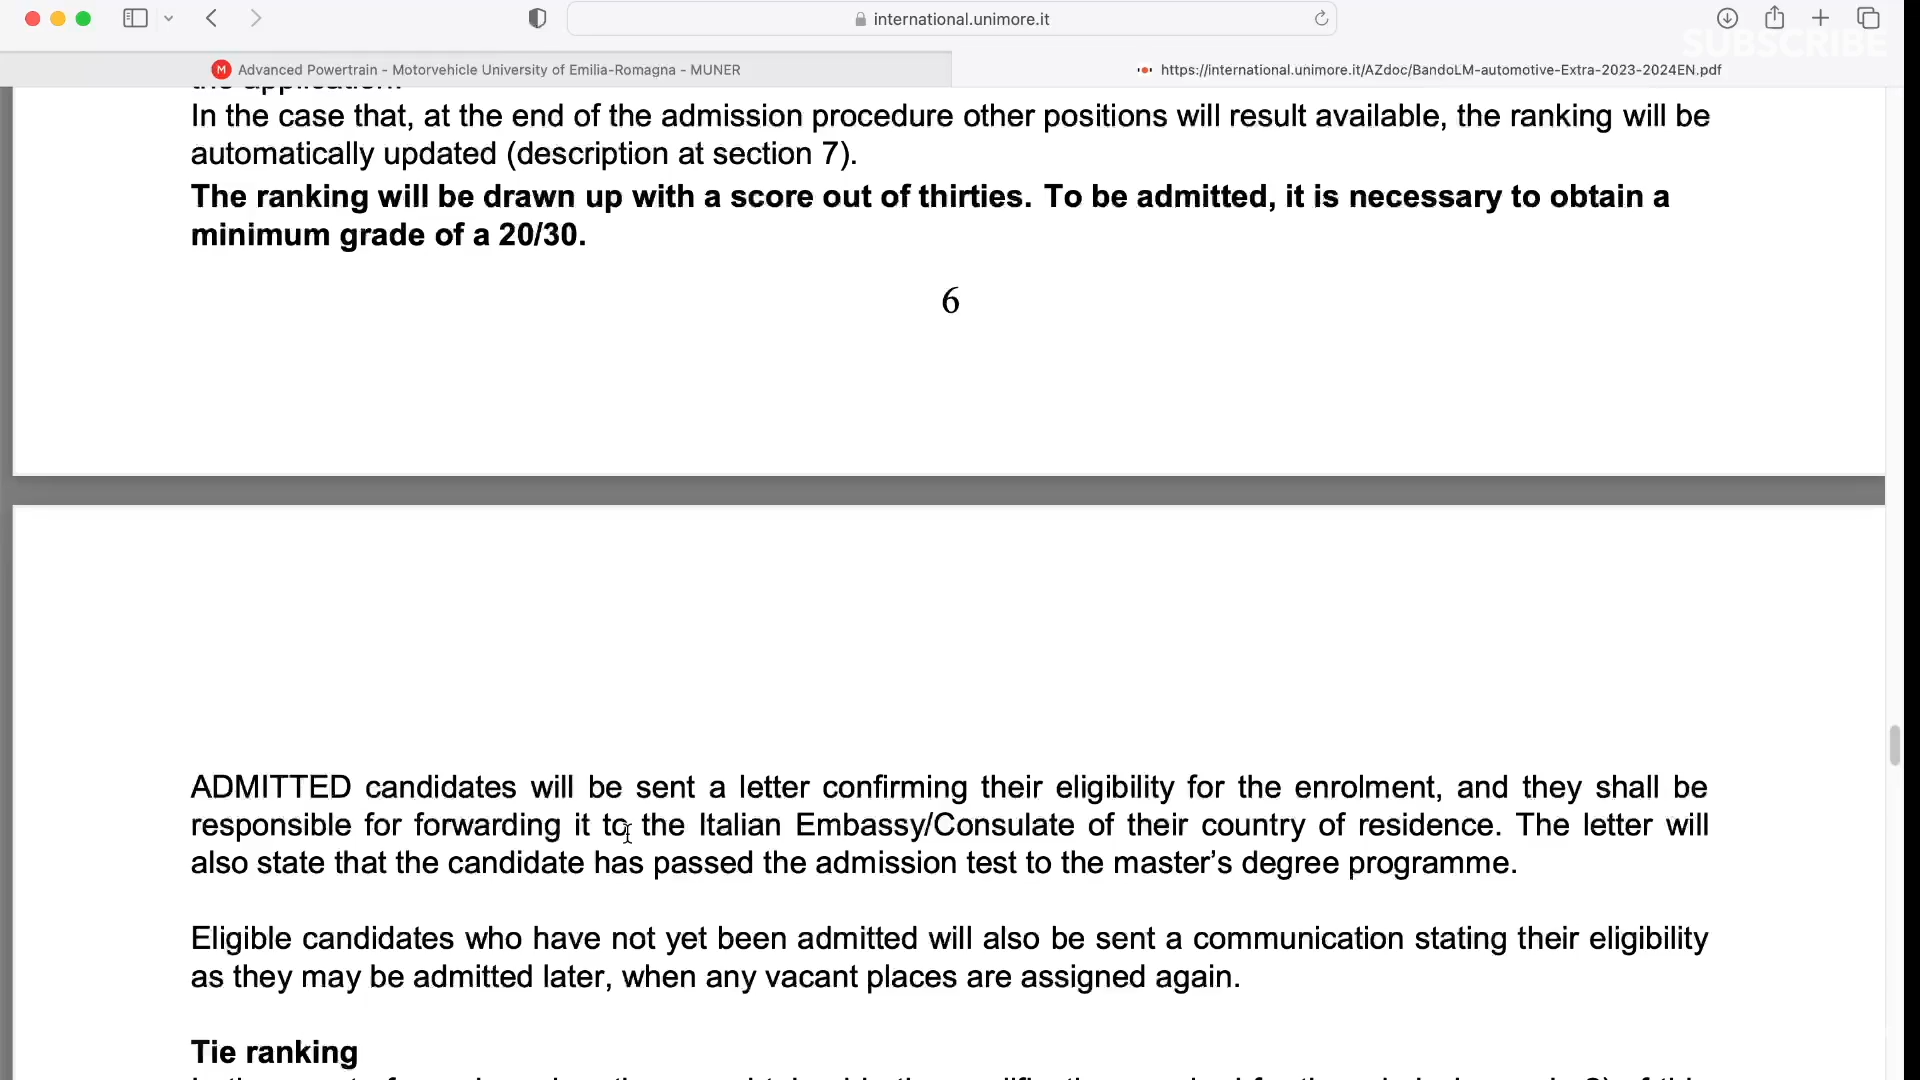 international.unimore.it
SUBSCRIBE
M Advanced Powertrain - Motorvehicle University of Emilia-Romagna - MUNER
https://international.unimore.it/AZdoc/BandoLM-automotive-Extra-2023-2024EN.pdf
the application.
In the case that, at the end of the admission procedure other positions will result available, the ranking will be
automatically updated (description at section 7).
The ranking will be drawn up with a score out of thirties. To be admitted, it is necessary to obtain a
minimum grade of a 20/30.
6
ADMITTED candidates will be sent a letter confirming their eligibility for the enrolment, and they shall be
responsible for forwarding it to the Italian Embassy/Consulate of their country of residence. The letter will
also state that the candidate has passed the admission test to the master's degree programme.
Eligible candidates who have not yet been admitted will also be sent a communication stating their eligibility
as they may be admitted later, when any vacant places are assigned again.
Tie ranking